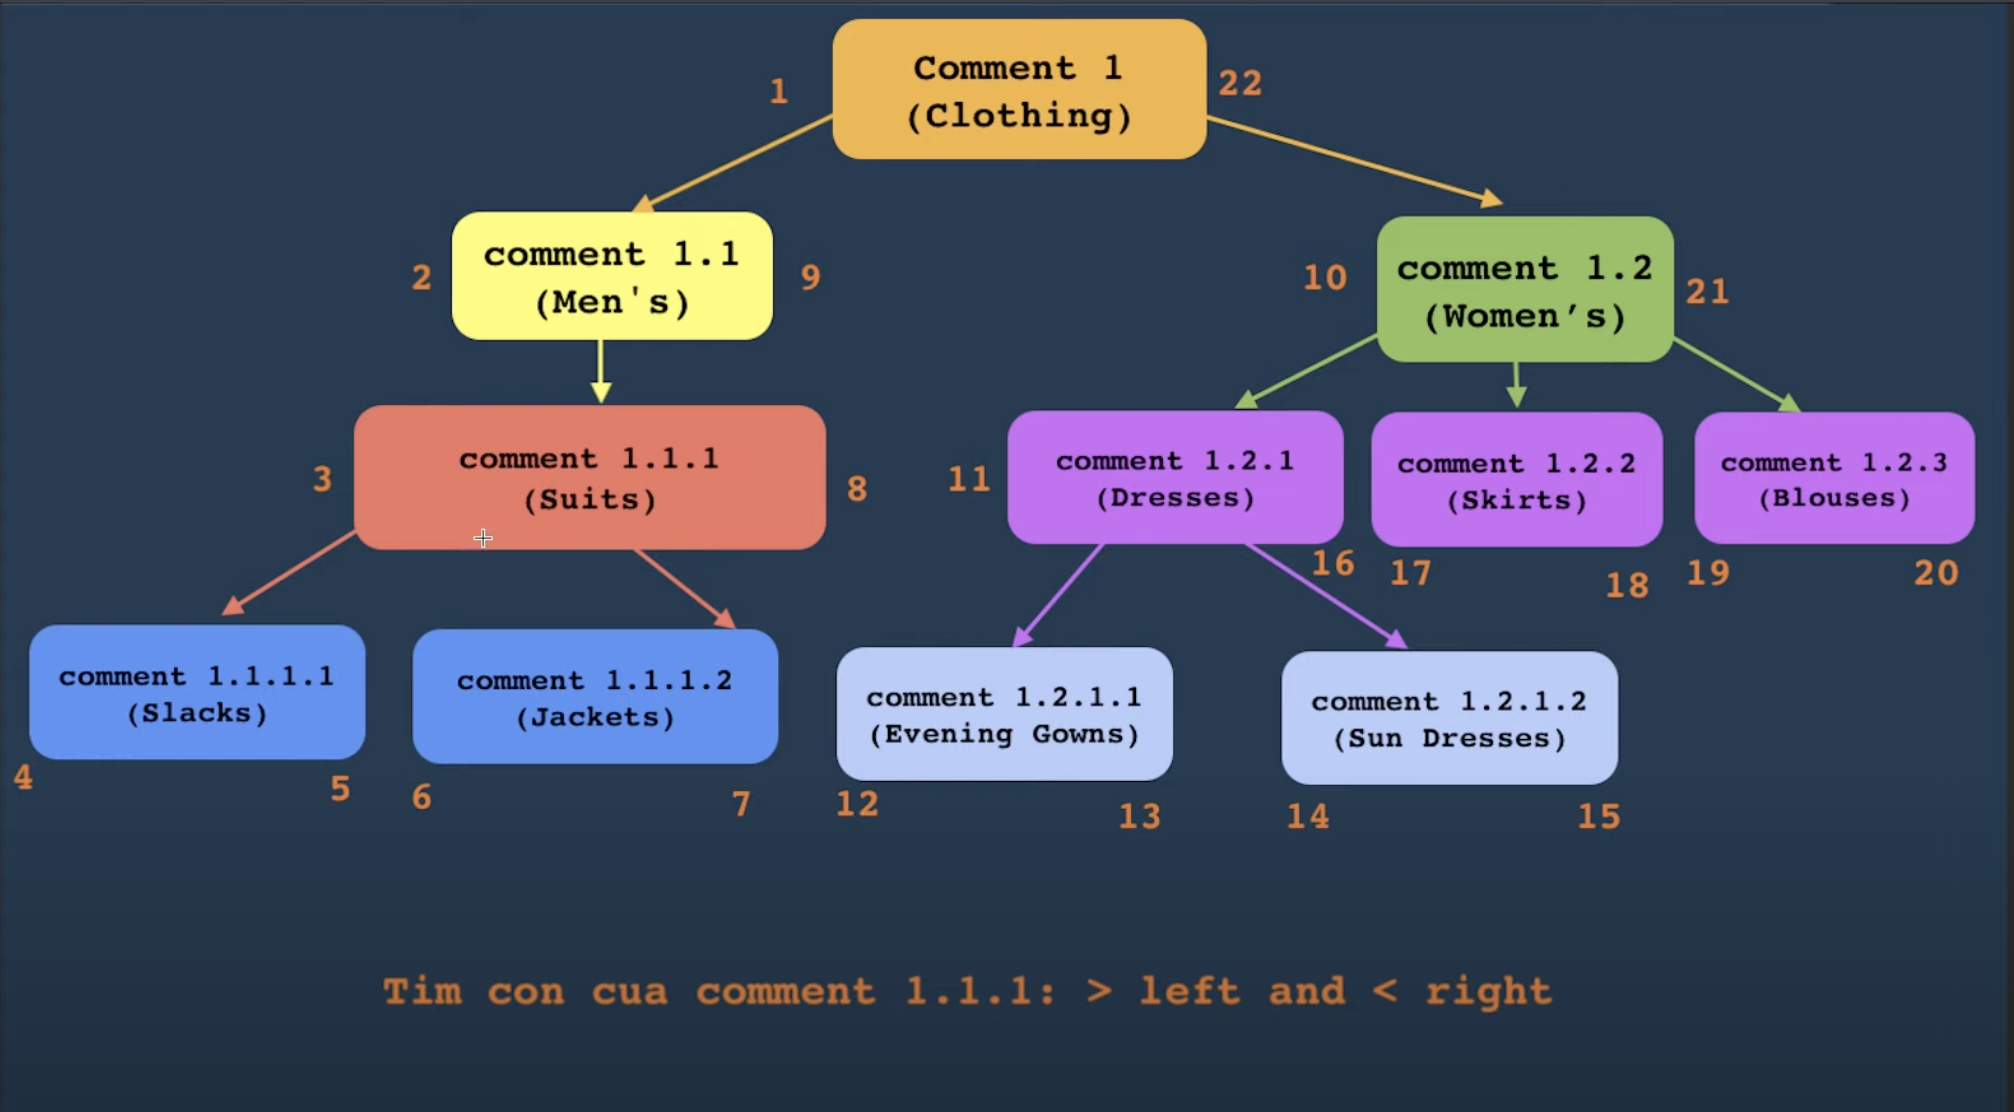 1
Comment 1
(Clothing)
22
2
comment 1.1
(Men's)
9
10
comment 1.2
(Women’s)
21
3
comment 1.1.1
(Suits)
8
11
comment 1.2.1
(Dresses)
16
comment 1.2.2
(Skirts)
17
18
comment 1.2.3
(Blouses)
19
20
comment 1.1.1.1
(Slacks)
4
5
comment 1.1.1.2
(Jackets)
6
7
comment 1.2.1.1
(Evening Gowns)
12
13
comment 1.2.1.2
(Sun Dresses)
14
15
Tim con cua comment 1.1.1: > left and < right